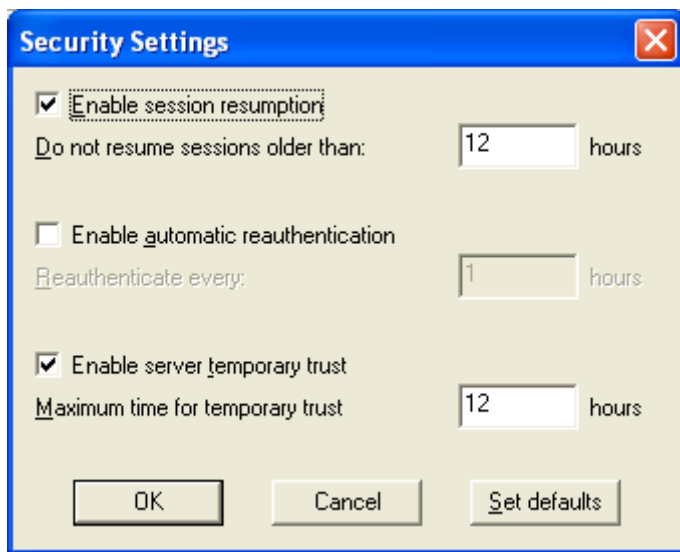 Security Settings
Enable session resumption
Do not resume sessions older than: 12 hours
Enable automatic reauthentication
Reauthenticate every: 1 hours
Enable server temporary trust
Maximum time for temporary trust 12 hours
OK Cancel Set defaults